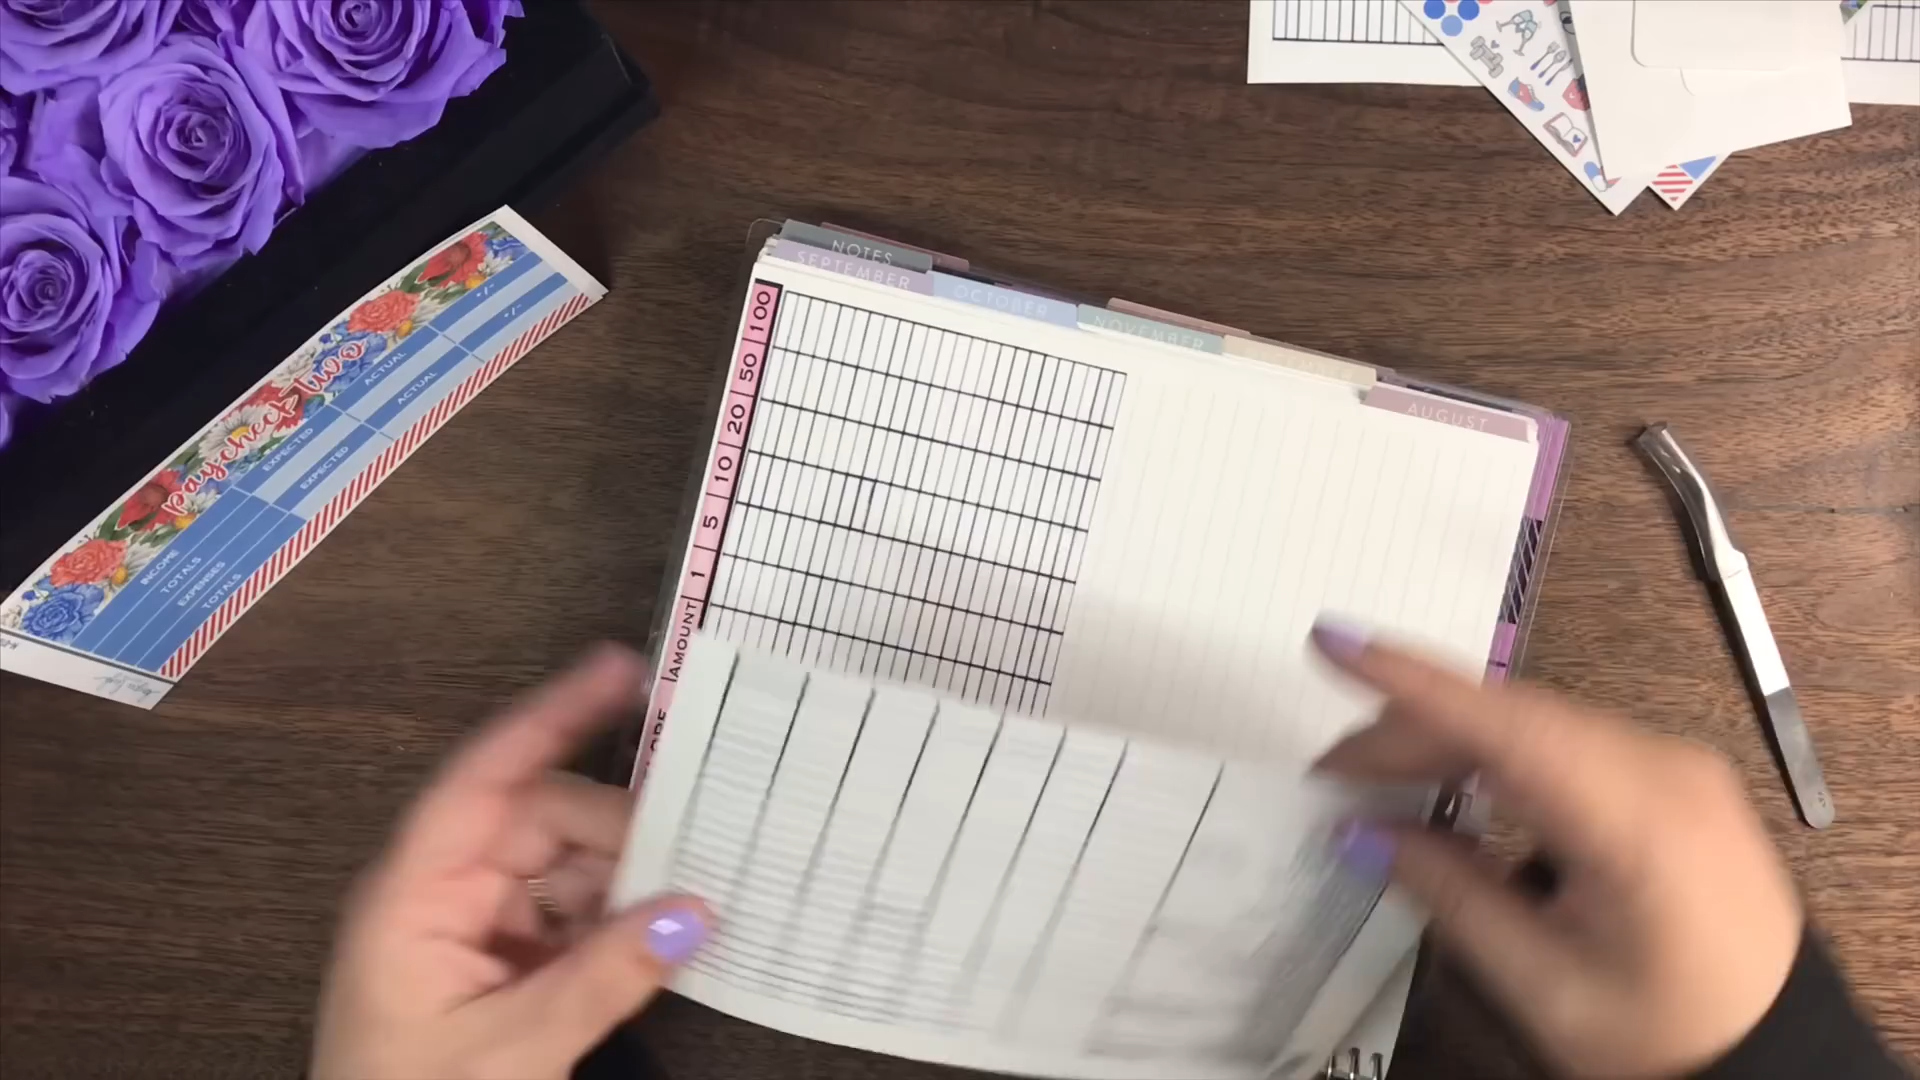 NOTES
SEPTEMBER
OCTOBER
NOVEMBER
AUGUST
100
50
20
10
5
1
AMOUNT
paycheck two
ACTUAL
ACTUAL
EXPECTED
EXPECTED
+/-
+/-
INCOME
TOTALS
EXPENSES
TOTALS